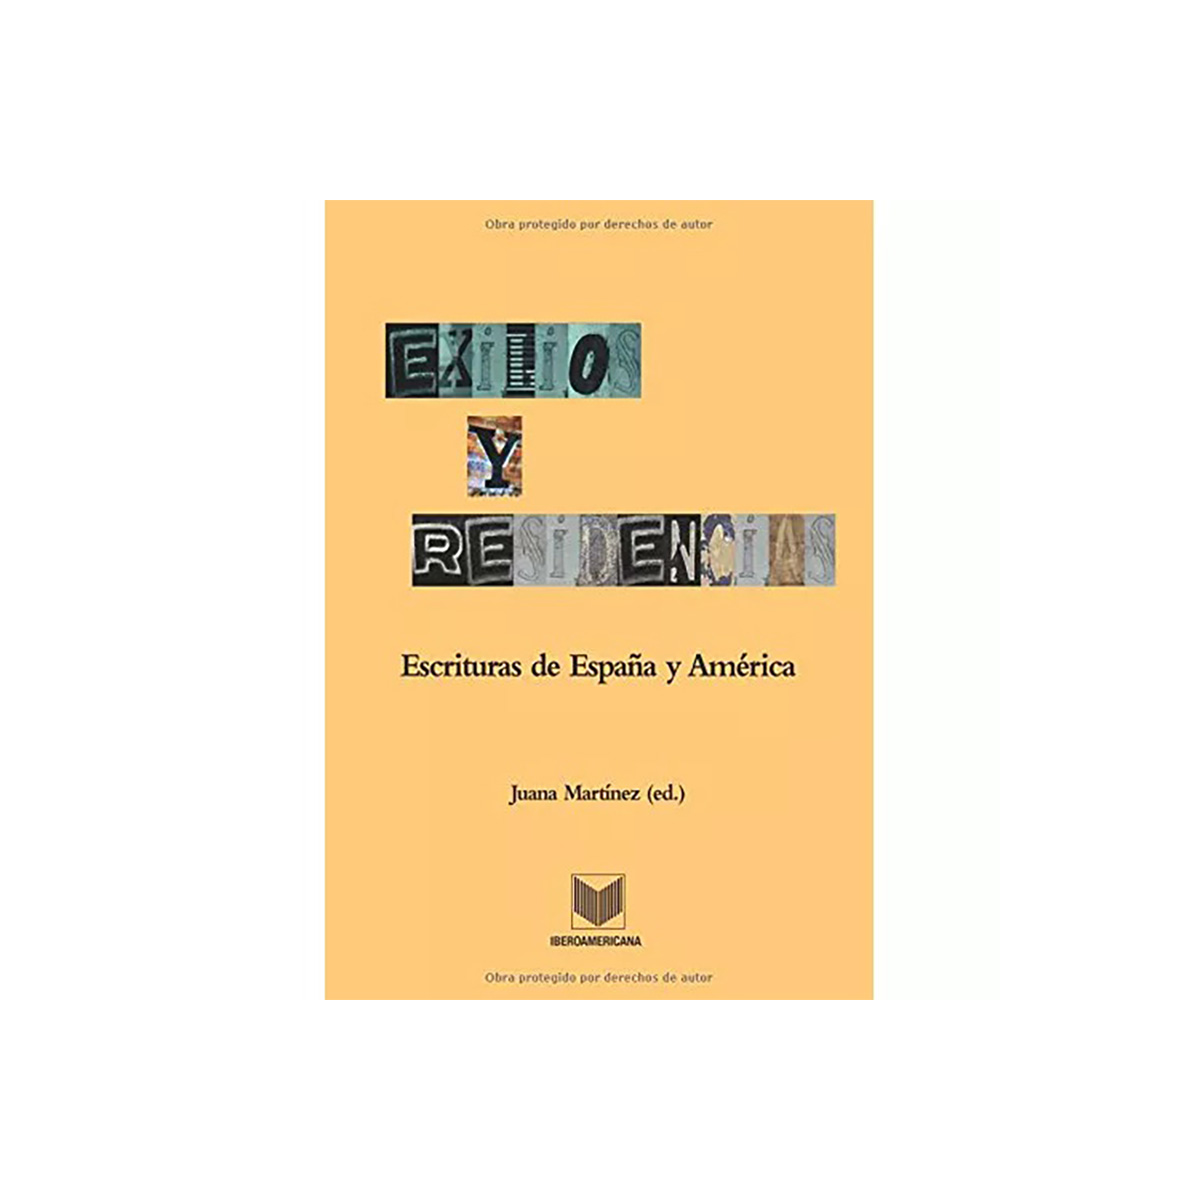 Obra protegido por derechos de autor
EXiliOS
Y
RESiDENCiAS
Escrituras de España y América
Juana Martínez (ed.)
IBEROAMERICANA
Obra protegido por derechos de autor